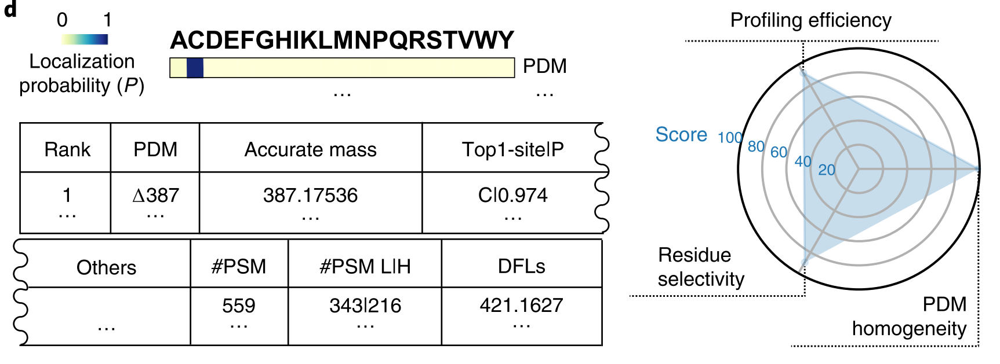 d
0 1
Localization
probability (P)
ACDEFGHIKLMNPQRSTVWY
PDM
... ...
Rank PDM Accurate mass Top1-site|P
1 Δ387 387.17536 C|0.974
... ... ... ...
Others #PSM #PSM L|H DFLs
559 343|216 421.1627
... ... ... ...
Profiling efficiency
Score 100 80 60 40 20
Residue
selectivity
PDM
homogeneity